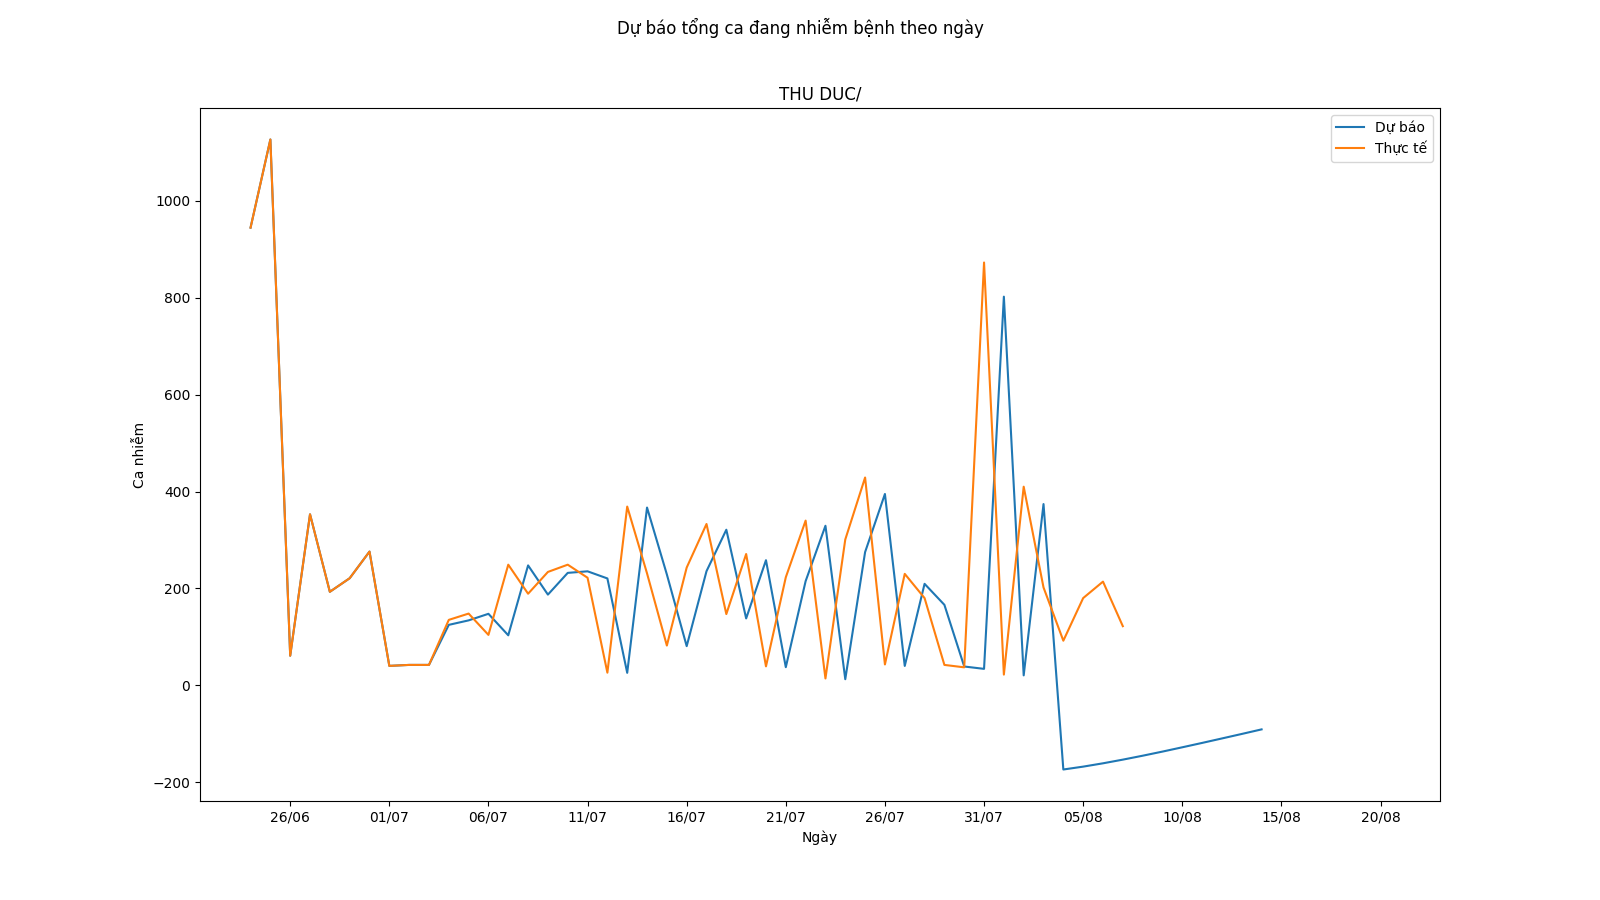 Dự báo tổng ca đang nhiễm bệnh theo ngày
THU DUC/
Dự báo
Thực tế
1000
800
600
400
200
0
−200
Ca nhiễm
26/06 01/07 06/07 11/07 16/07 21/07 26/07 31/07 05/08 10/08 15/08 20/08
Ngày